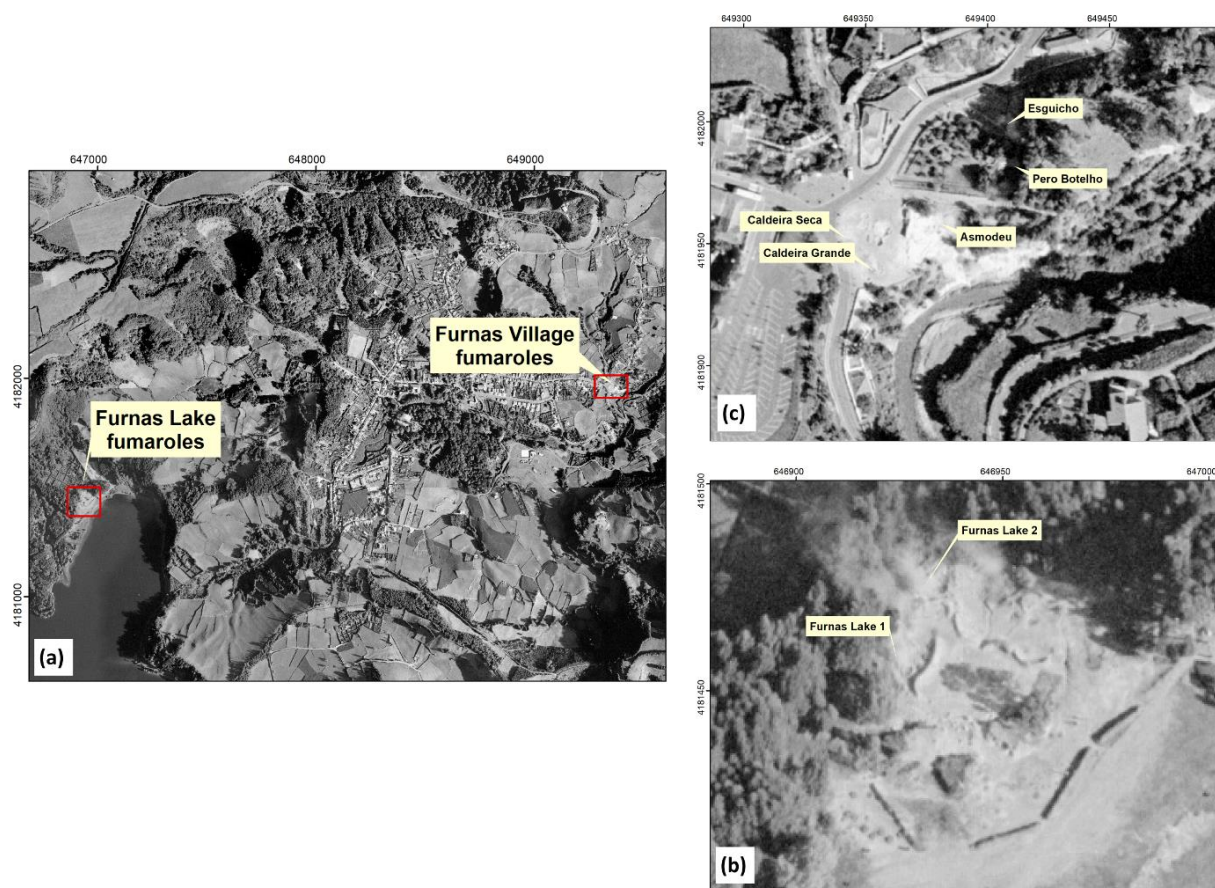 647000
648000
649000
4182000
4181000
Furnas Village
fumaroles
Furnas Lake
fumaroles
(a)
649300
649350
649400
649450
4182000
4181950
4181900
Esguicho
Pero Botelho
Caldeira Seca
Asmodeu
Caldeira Grande
(c)
646900
646950
647000
4181500
4181450
Furnas Lake 2
Furnas Lake 1
(b)